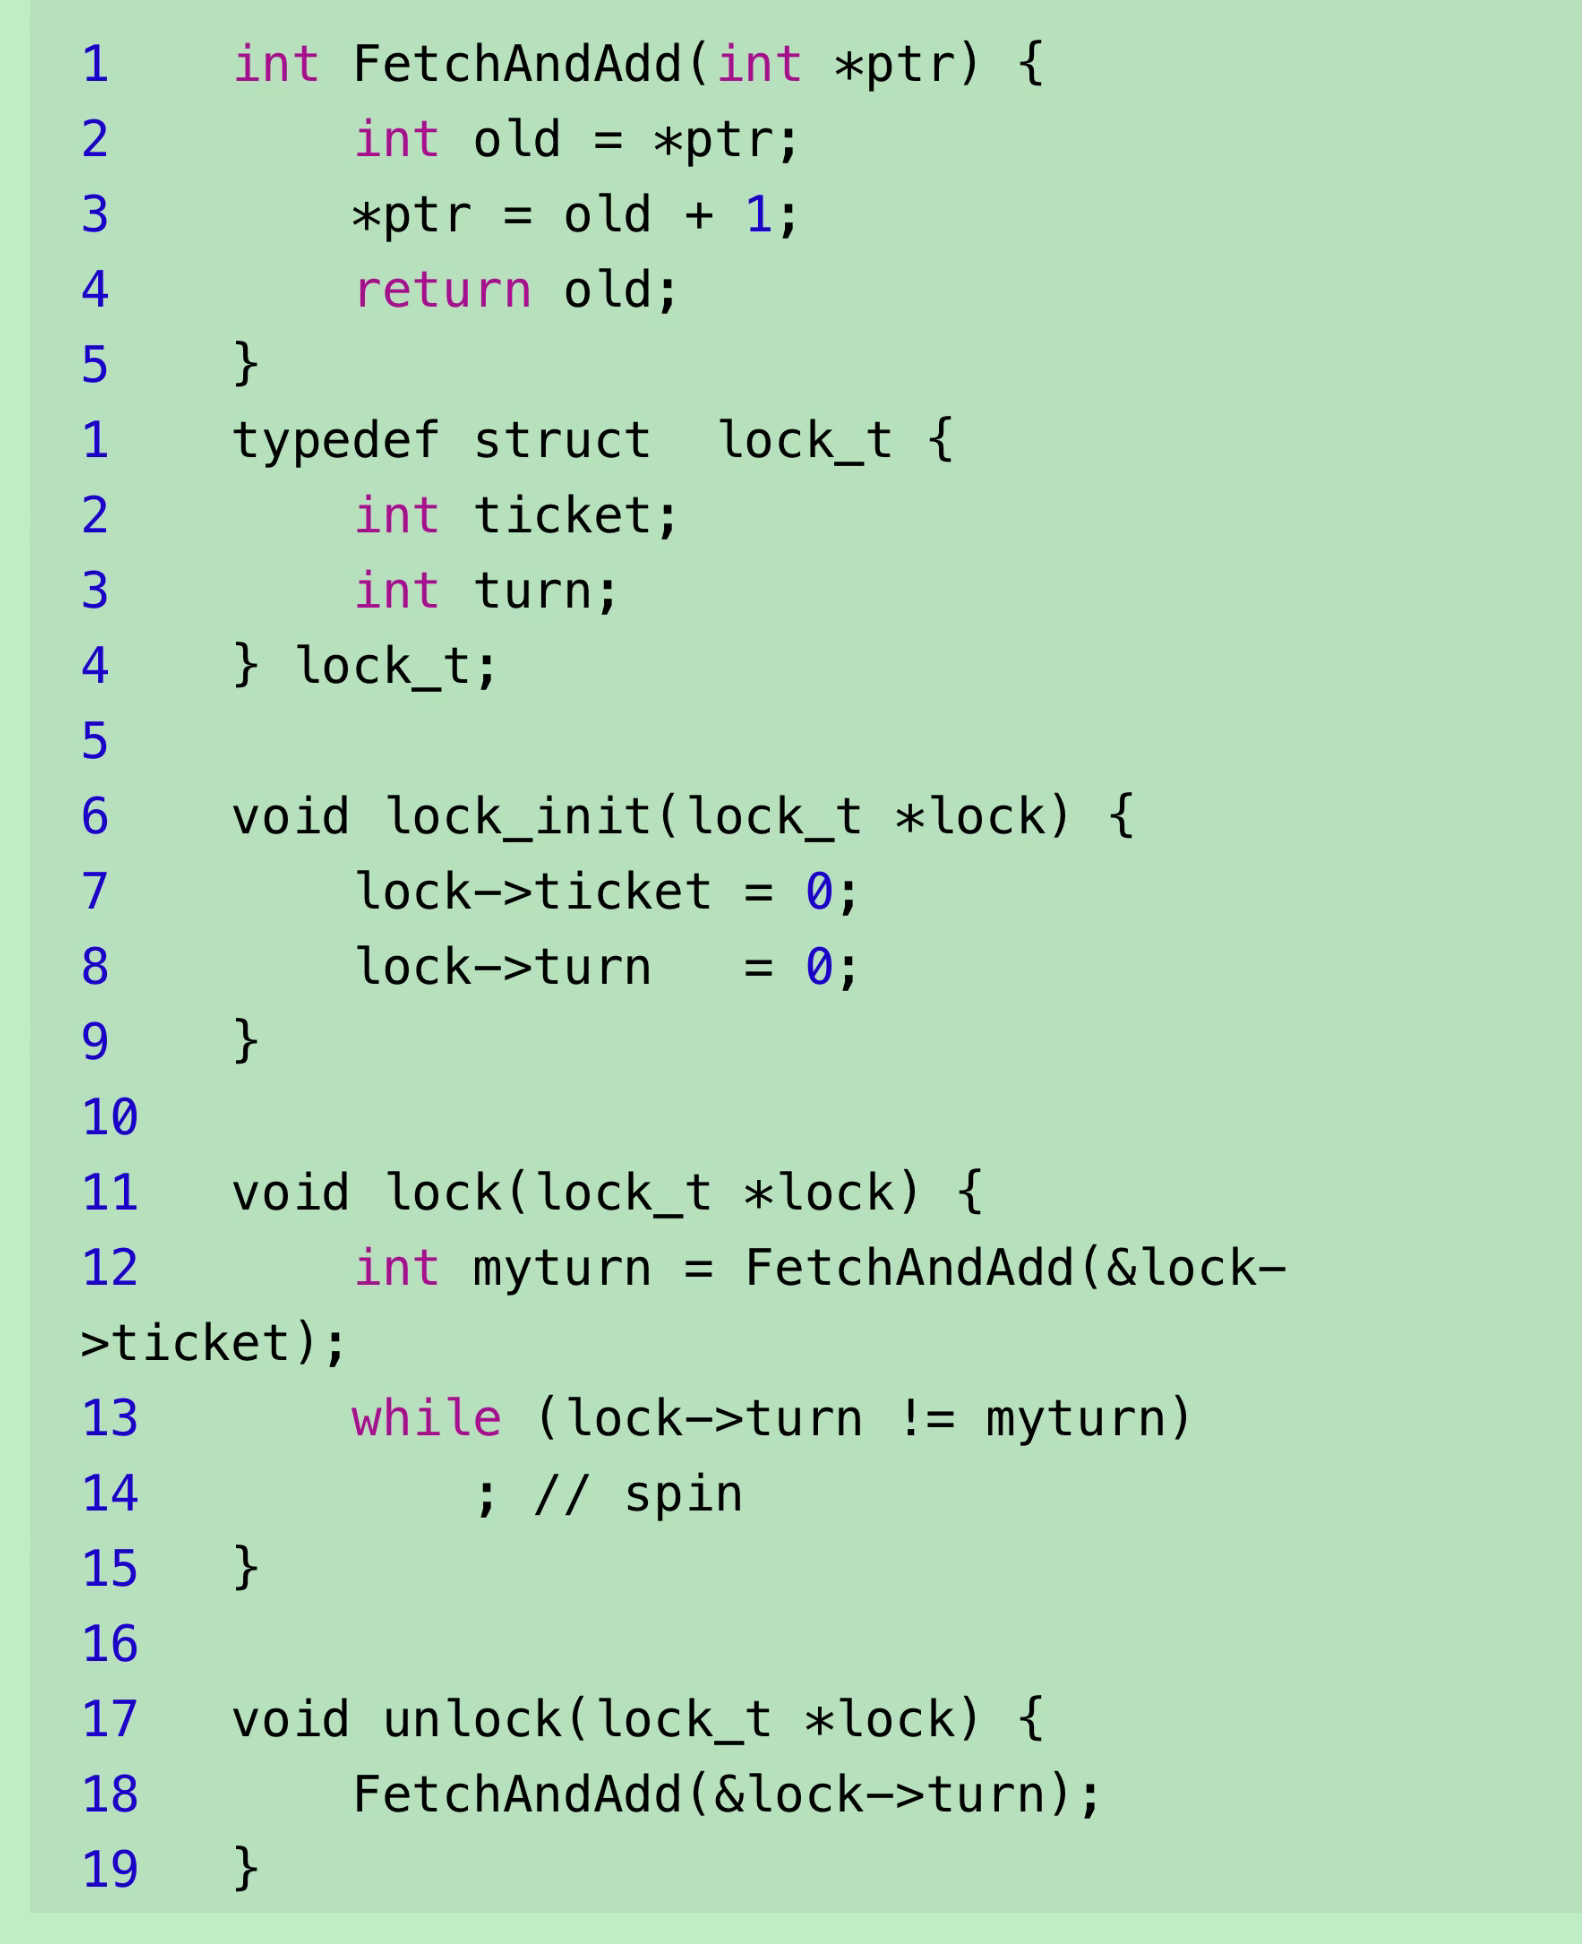 1    int FetchAndAdd(int *ptr) {
2        int old = *ptr;
3        *ptr = old + 1;
4        return old;
5    }
1    typedef struct  lock_t {
2        int ticket;
3        int turn;
4    } lock_t;
5
6    void lock_init(lock_t *lock) {
7        lock->ticket = 0;
8        lock->turn   = 0;
9    }
10
11   void lock(lock_t *lock) {
12       int myturn = FetchAndAdd(&lock-
>ticket);
13       while (lock->turn != myturn)
14           ; // spin
15   }
16
17   void unlock(lock_t *lock) {
18       FetchAndAdd(&lock->turn);
19   }